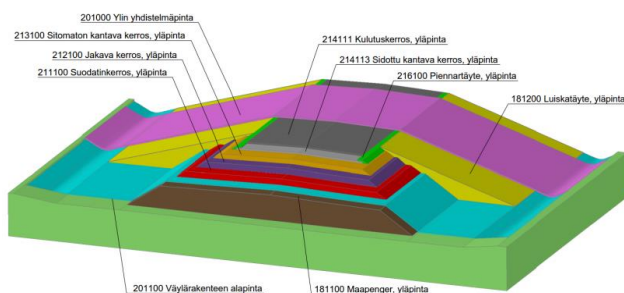 201000 Ylin yhdistelmäpinta
213100 Sitomaton kantava kerros, yläpinta
212100 Jakava kerros, yläpinta
211100 Suodatinkerros, yläpinta
214111 Kulutuskerros, yläpinta
214113 Sidottu kantava kerros, yläpinta
216100 Piennartäyte, yläpinta
181200 Luiskatäyte, yläpinta
201100 Väylärakenteen alapinta
181100 Maapenger, yläpinta